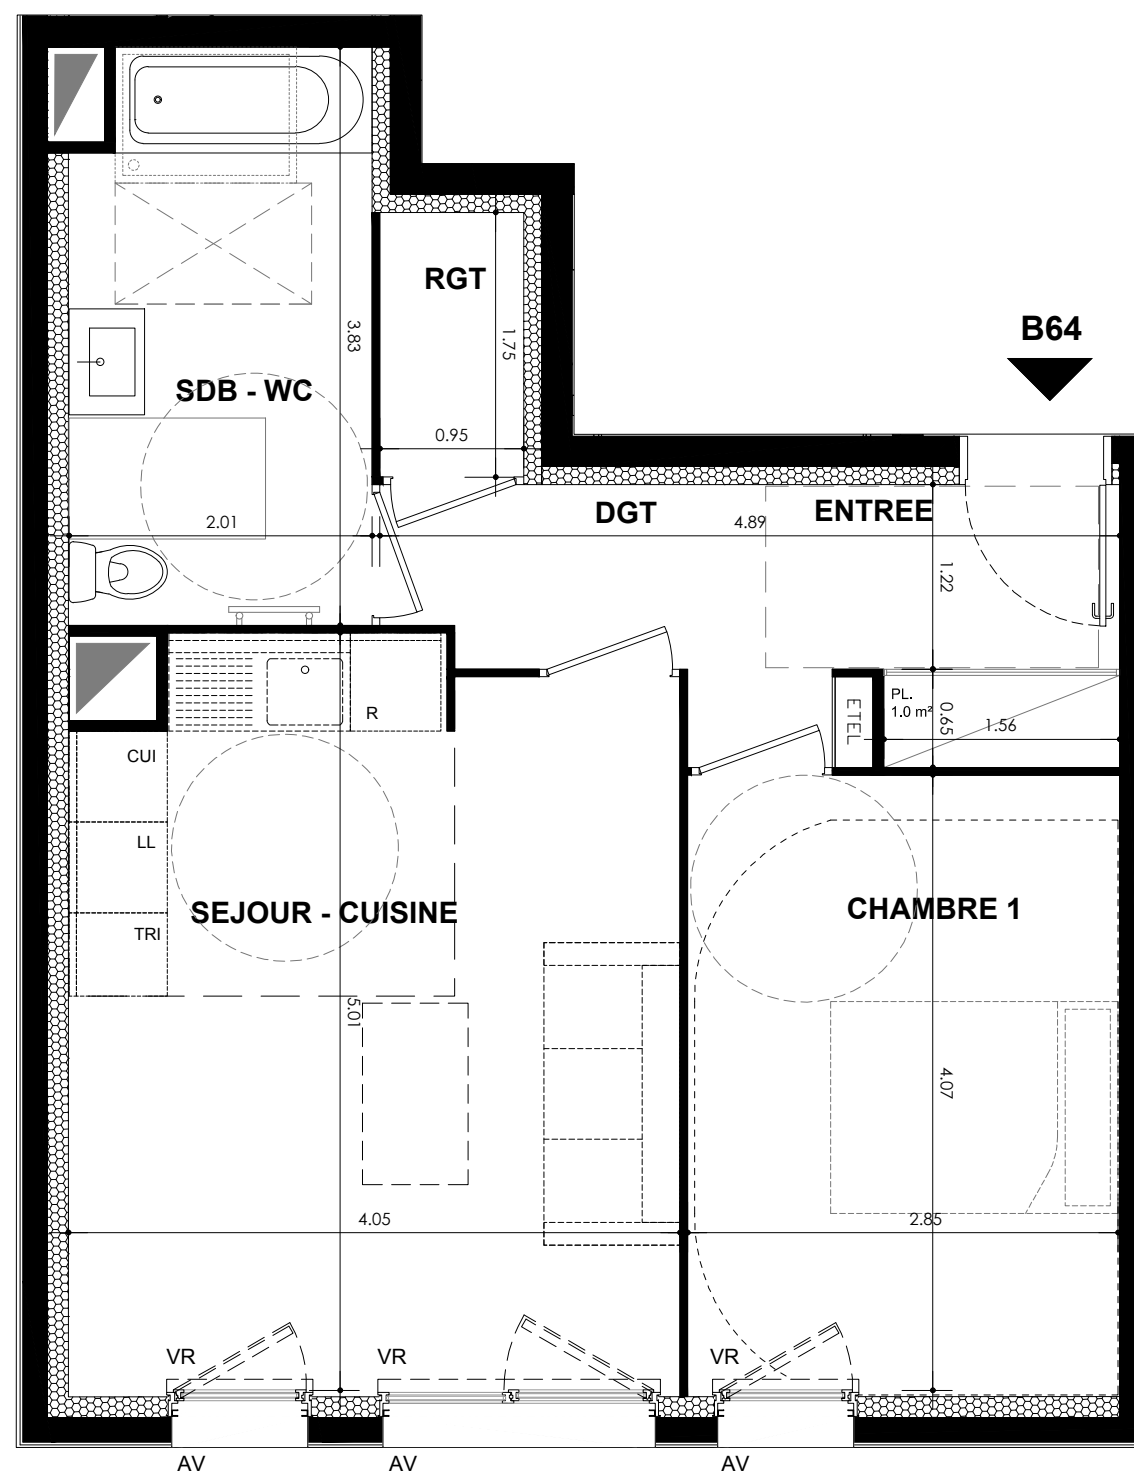 RGT
B64
3.83
1.75
SDB - WC
0.95
DGT
ENTREE
2.01
4.89
1.22
PL.
1.0 m²
ETEL
0.65
1.56
R
CUI
LL
TRI
SEJOUR - CUISINE
CHAMBRE 1
5.01
4.07
4.05
2.85
VR
VR
VR
AV
AV
AV